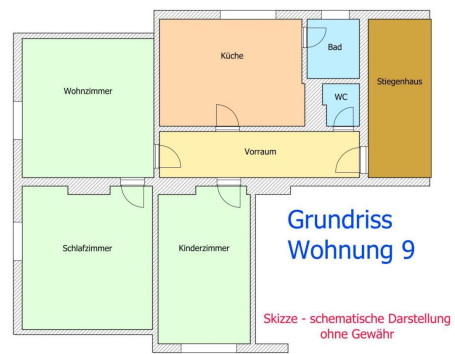 Küche
Bad
Stiegenhaus
Wohnzimmer
WC
Vorraum
Schlafzimmer
Kinderzimmer
Grundriss
Wohnung 9
Skizze - schematische Darstellung
ohne Gewähr